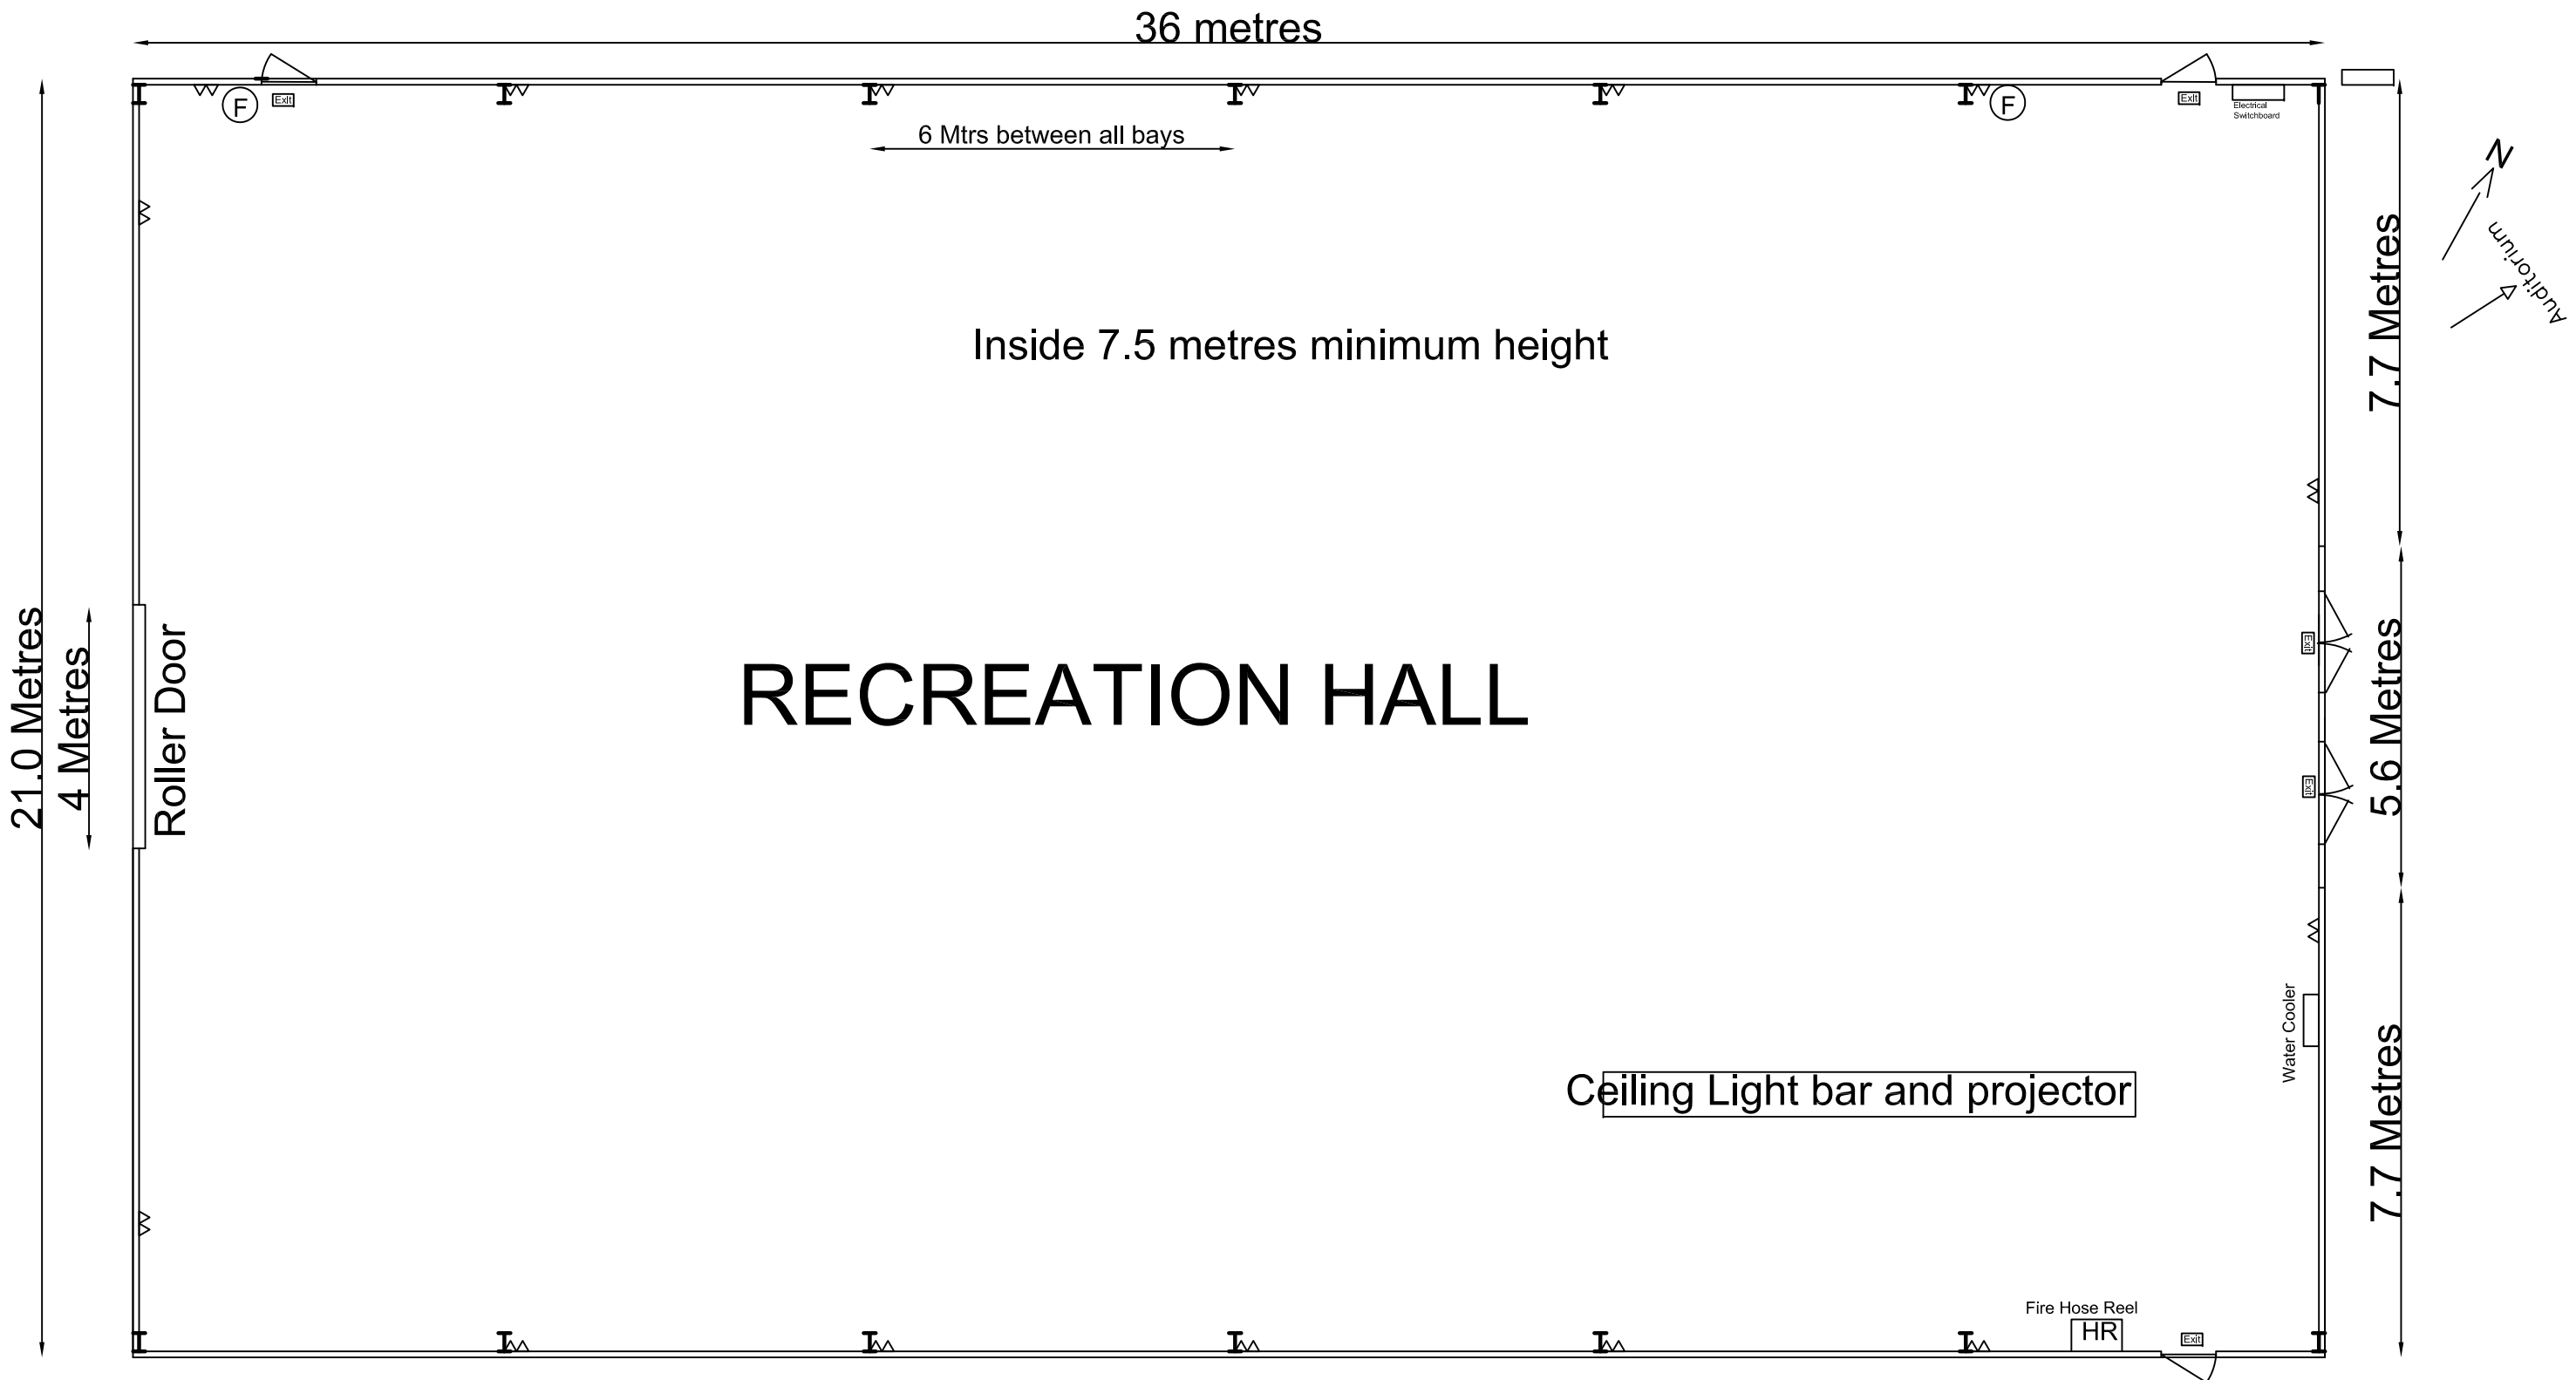 36 metres
F
Exit
F
Exit
Electrical
Switchboard
6 Mtrs between all bays
N
Auditorium
7.7 Metres
Inside 7.5 metres minimum height
21.0 Metres
4 Metres
Roller Door
RECREATION HALL
Exit
Exit
5.6 Metres
Water Cooler
Ceiling Light bar and projector
7.7 Metres
Fire Hose Reel
HR
Exit